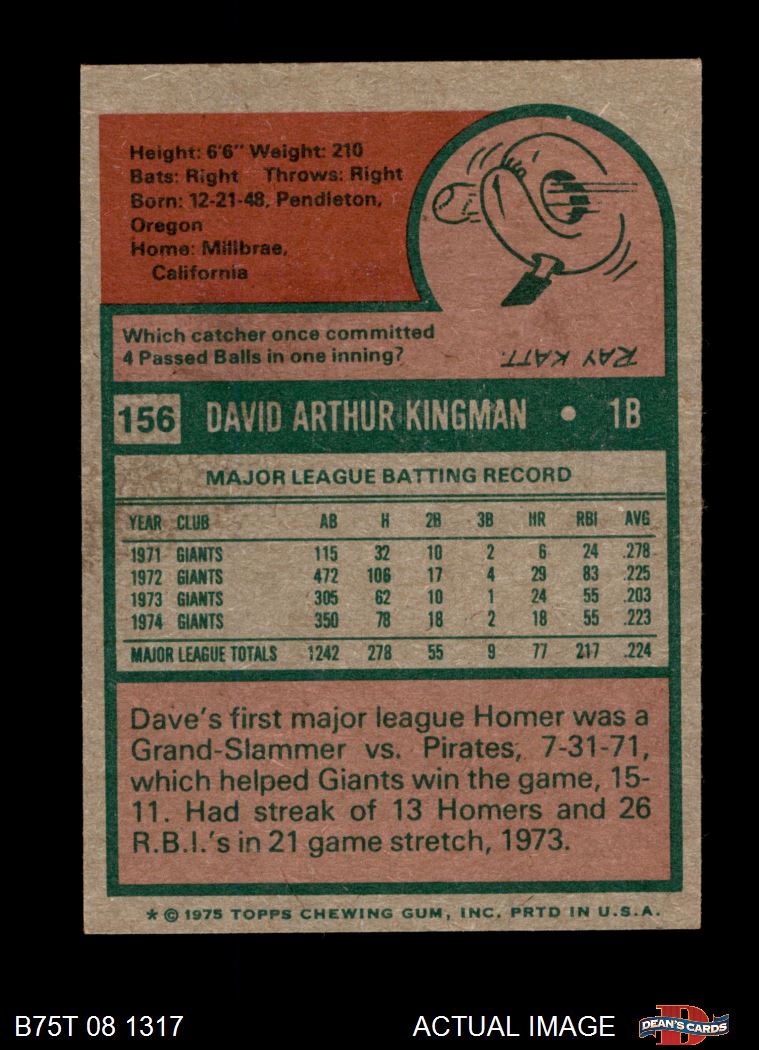 Height: 6'6" Weight: 210
Bats: Right Throws: Right
Born: 12-21-48, Pendleton,
Oregon
Home: Millbrae,
California
Which catcher once committed
4 Passed Balls in one inning?
RAY KATT.
156 DAVID ARTHUR KINGMAN • 1B
MAJOR LEAGUE BATTING RECORD
YEAR CLUB AB H 2B 3B HR RBI AVG
1971 GIANTS 115 32 10 2 6 24 .278
1972 GIANTS 472 106 17 4 29 83 .225
1973 GIANTS 305 62 10 1 24 55 .203
1974 GIANTS 350 78 18 2 18 55 .223
MAJOR LEAGUE TOTALS 1242 278 55 9 77 217 .224
Dave's first major league Homer was a
Grand-Slammer vs. Pirates, 7-31-71,
which helped Giants win the game, 15-
11. Had streak of 13 Homers and 26
R.B.I.'s in 21 game stretch, 1973.
* © 1975 TOPPS CHEWING GUM, INC. PRTD IN U.S.A.
B75T 08 1317 ACTUAL IMAGE D DEAN'S CARDS